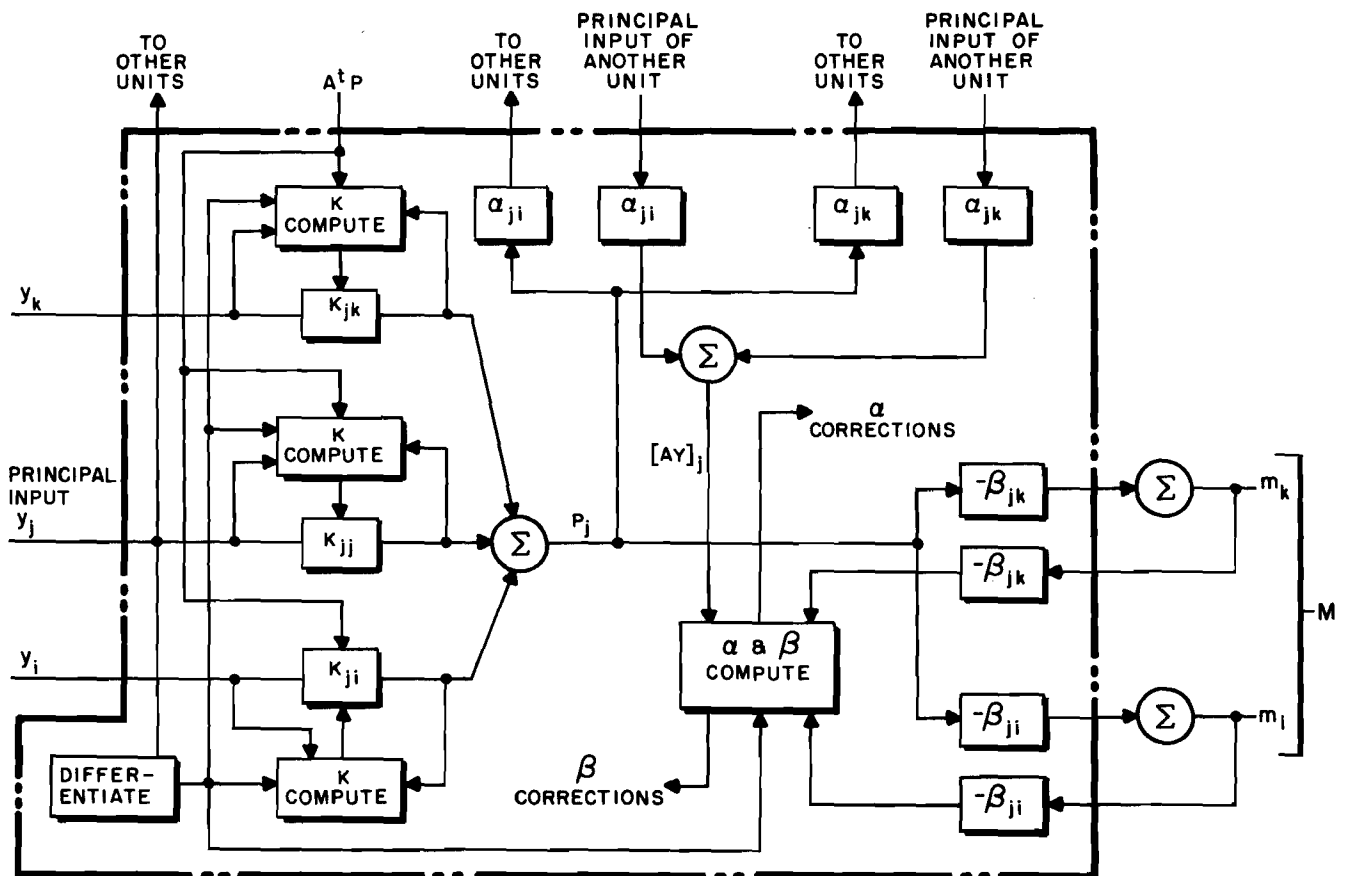 TO
OTHER
UNITS
AᵗP
TO
OTHER
UNITS
PRINCIPAL
INPUT OF
ANOTHER
UNIT
TO
OTHER
UNITS
PRINCIPAL
INPUT OF
ANOTHER
UNIT
K
COMPUTE
α_ji
α_ji
α_jk
α_jk
y_k
K_jk
Σ
K
COMPUTE
α
CORRECTIONS
[AY]_j
PRINCIPAL
INPUT
y_j
K_jj
Σ
P_j
-β_jk
Σ
m_k
-β_jk
M
y_i
K_ji
α & β
COMPUTE
-β_ji
Σ
m_i
DIFFER-
ENTIATE
K
COMPUTE
β
CORRECTIONS
-β_ji